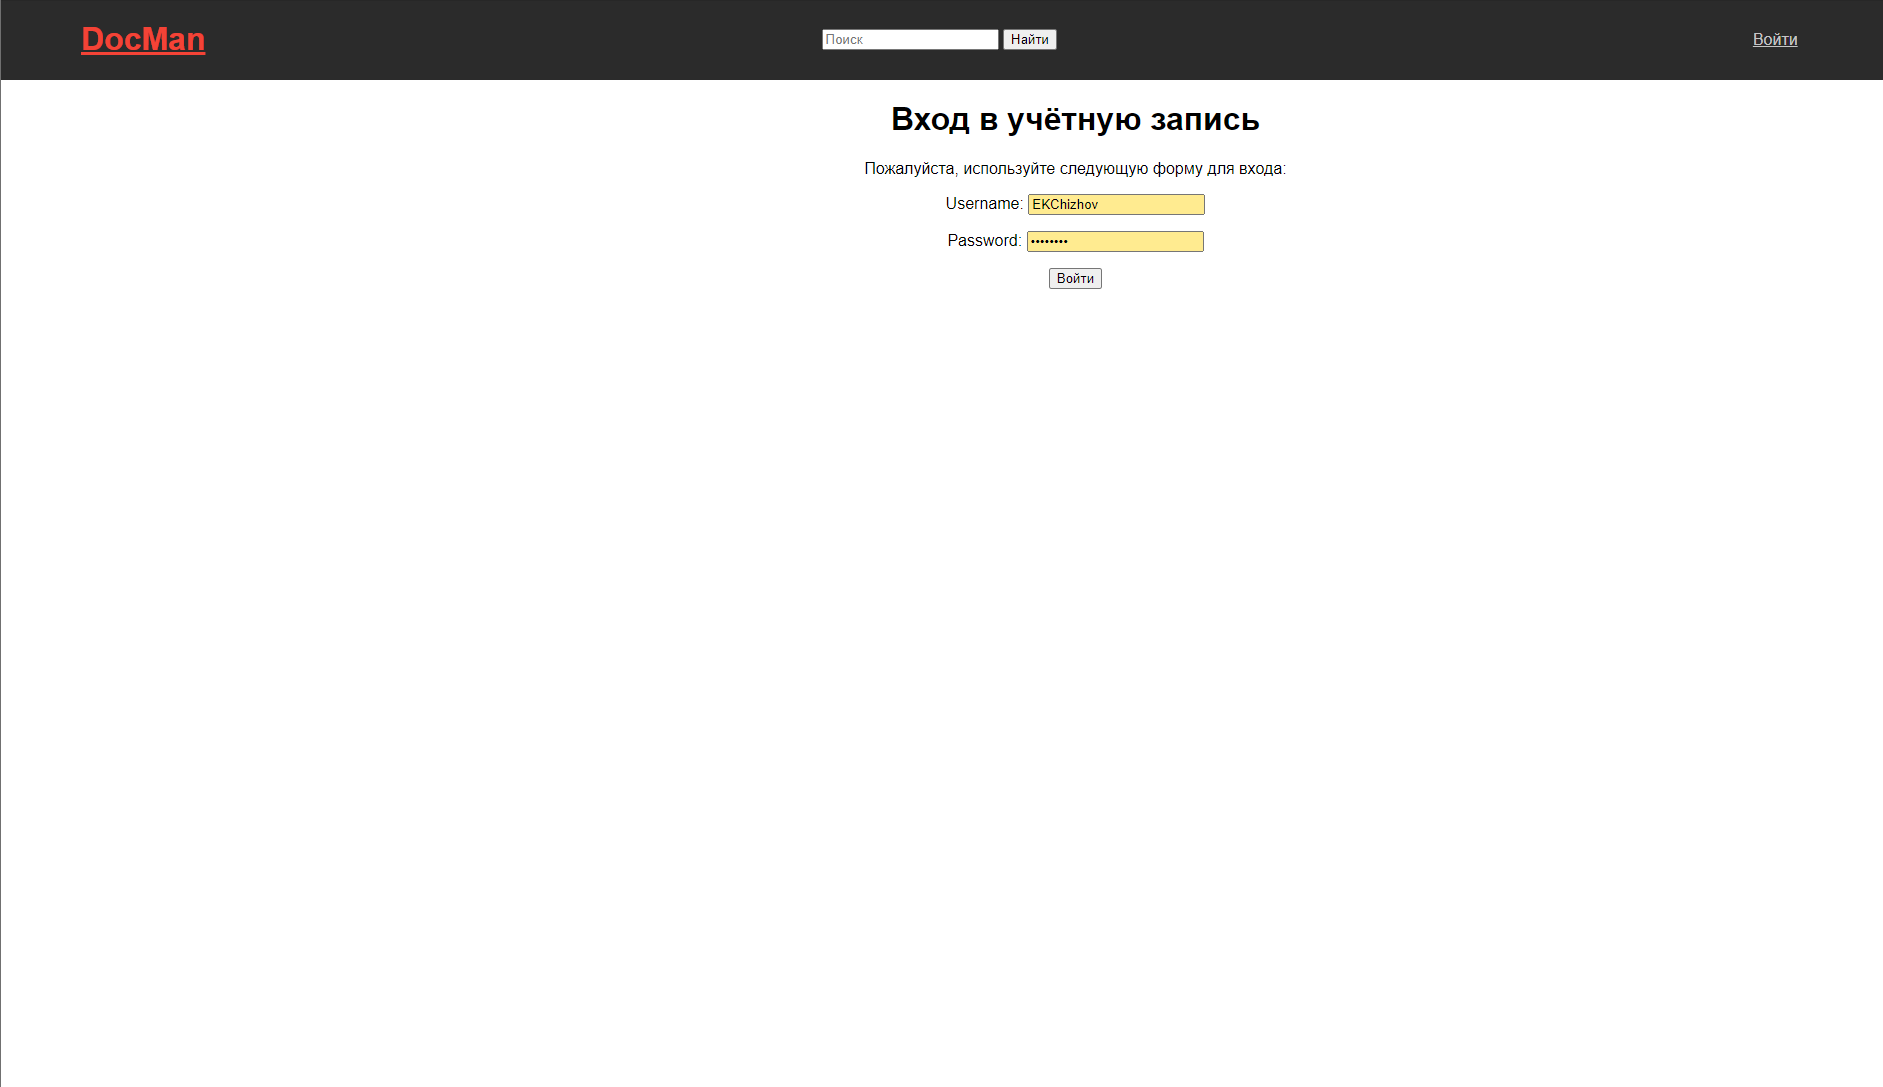 DocMan
Поиск Найти
Войти
Вход в учётную запись
Пожалуйста, используйте следующую форму для входа:
Username: EKChizhov
Password: ••••••••
Войти